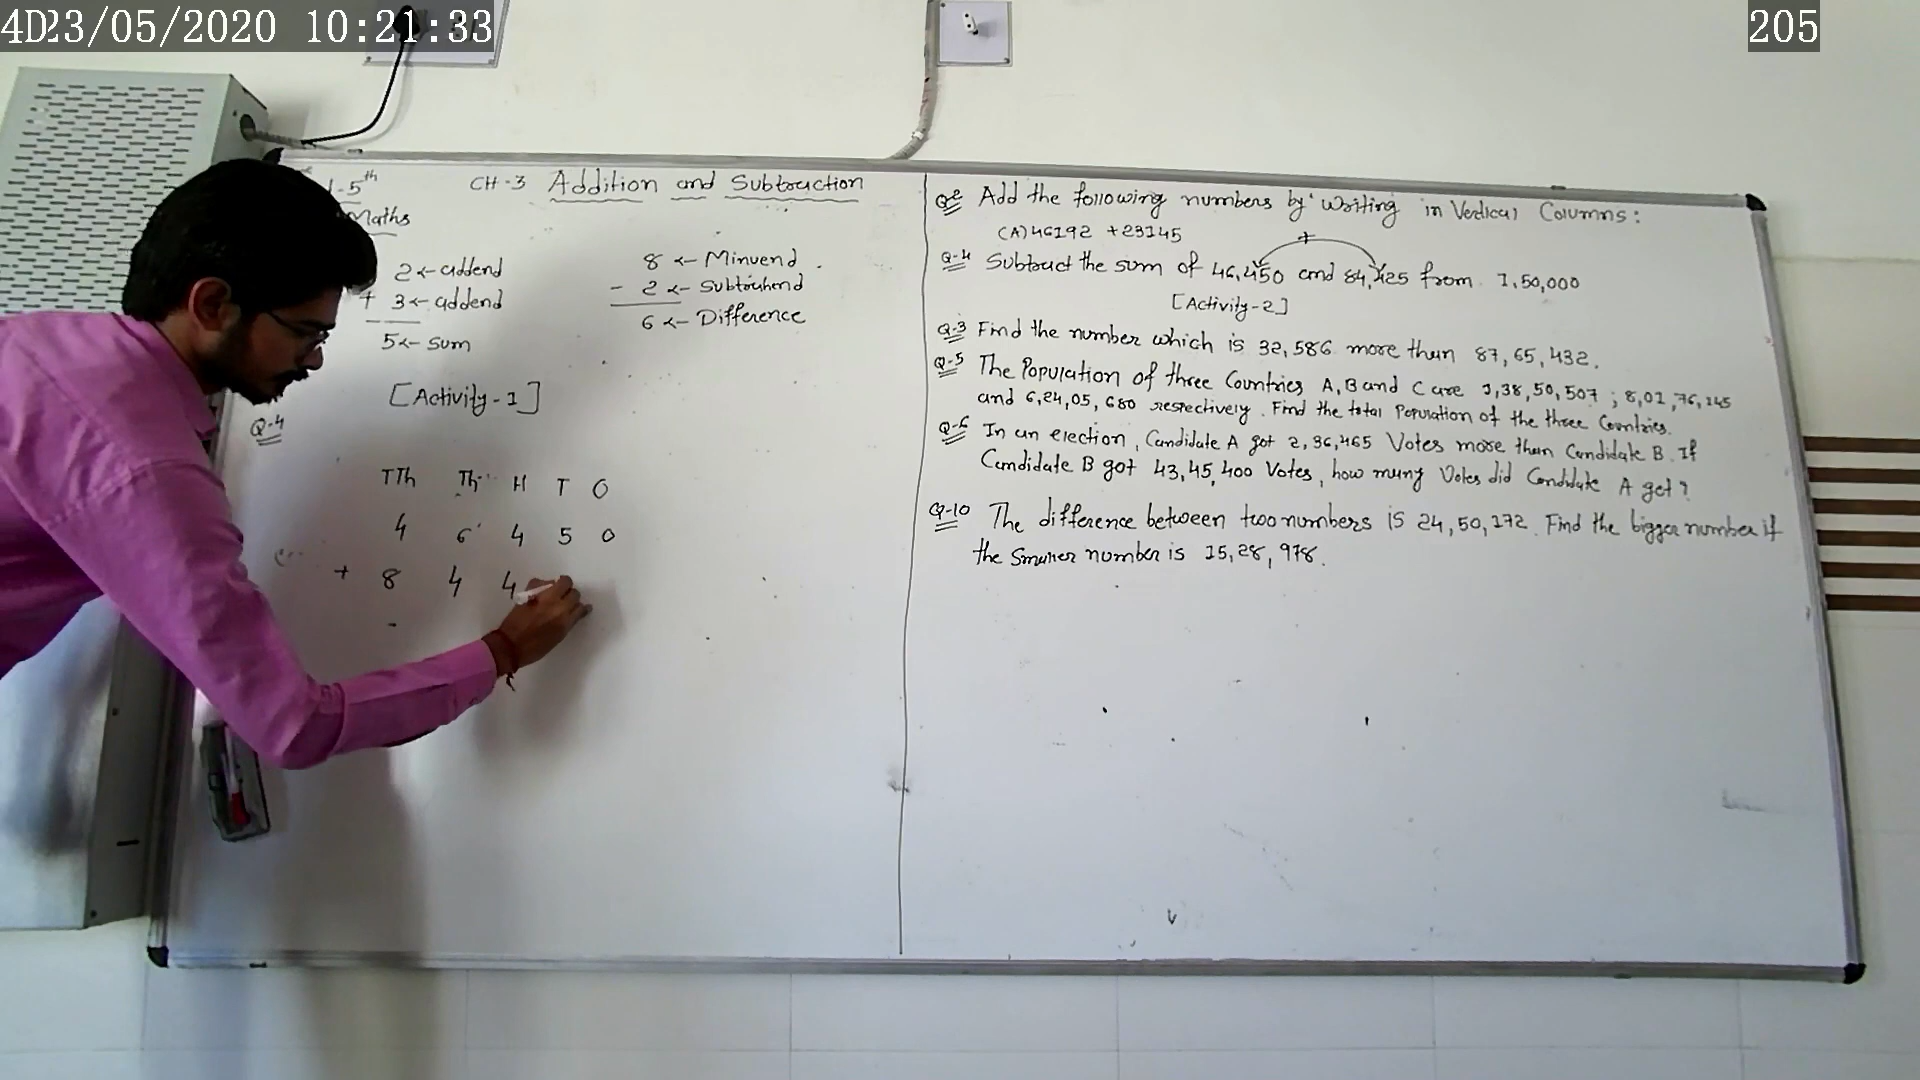 4D23/05/2020 10:21:33
205
5th
Maths
CH-3 Addition and Subtraction
2 <- addend
+ 3 <- addend
5 <- Sum
8 <- Minuend
- 2 <- Subtrahend
6 <- Difference
[Activity-1]
Q-4
TTh Th H T O
4 6 4 5 0
+ 8 4 4
Q2 Add the following numbers by writing in Vertical Columns:
(A) 46192 + 23145
+
Q-4 Subtract the sum of 46,450 and 84,425 from 1,50,000
[Activity-2]
Q-3 Find the number which is 32,586 more than 87,65,432.
Q-5 The Population of three Countries A, B and C are 1,38,50,507 ; 8,01,76,145
and 6,24,05,680 respectively. Find the total Population of the three Countries.
Q-6 In an election, Candidate A got 2,36,465 Votes more than Candidate B. If
Candidate B got 43,45,400 Votes, how many Votes did Candidate A get?
Q-10 The difference between two numbers is 24,50,172. Find the bigger number if
the Smaller number is 15,28,978.